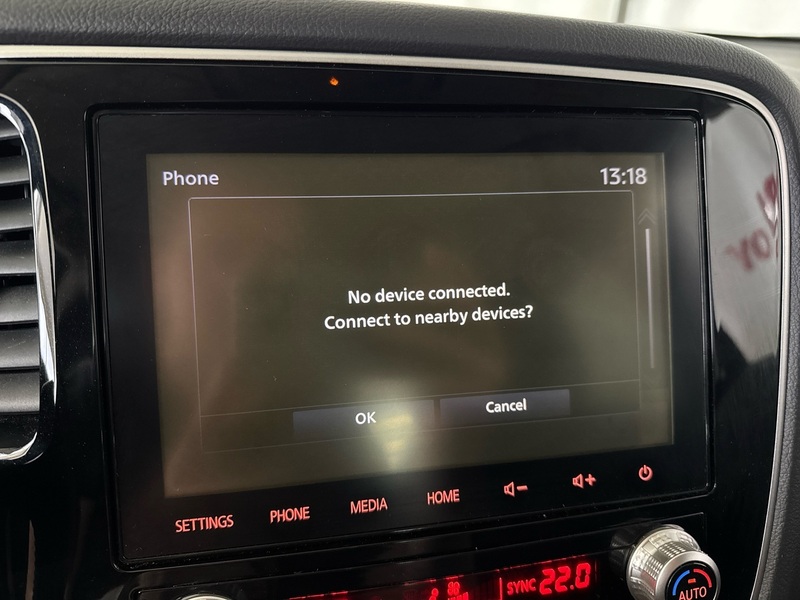 Phone
13:18
No device connected.
Connect to nearby devices?
OK
Cancel
SETTINGS
PHONE
MEDIA
HOME
SYNC 22.0
AUTO